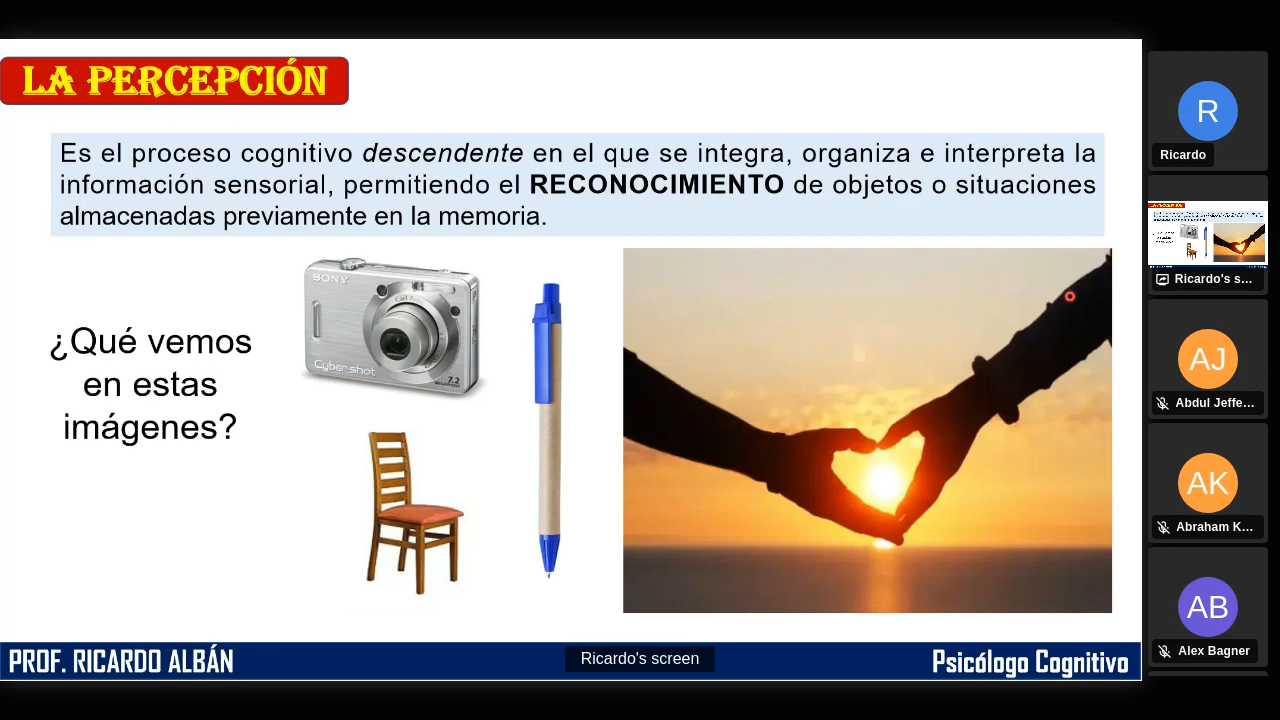 LA PERCEPCIÓN
Es el proceso cognitivo descendente en el que se integra, organiza e interpreta la
información sensorial, permitiendo el RECONOCIMIENTO de objetos o situaciones
almacenadas previamente en la memoria.
¿Qué vemos
en estas
imágenes?
SONY
Cyber-shot
7.2
MEGA PIXELS
PROF. RICARDO ALBÁN
Ricardo's screen
Psicólogo Cognitivo
R
Ricardo
Ricardo's s...
AJ
Abdul Jeffe...
AK
Abraham K...
AB
Alex Bagner